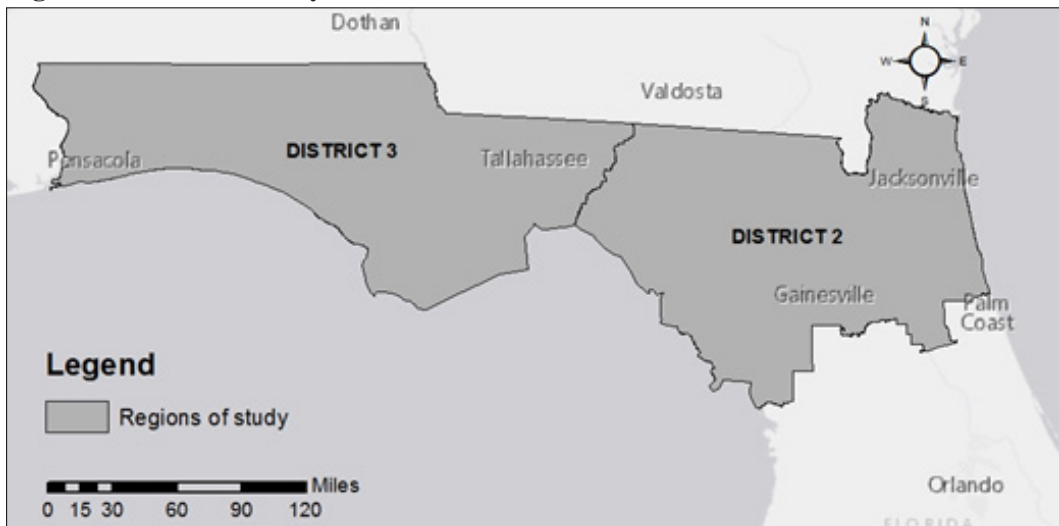 Dothan
N
W E
S
Valdosta
Pensacola
DISTRICT 3
Tallahassee
Jacksonville
DISTRICT 2
Gainesville
Palm
Coast
Legend
Regions of study
Miles
0 15 30 60 90 120
Orlando
FLORIDA